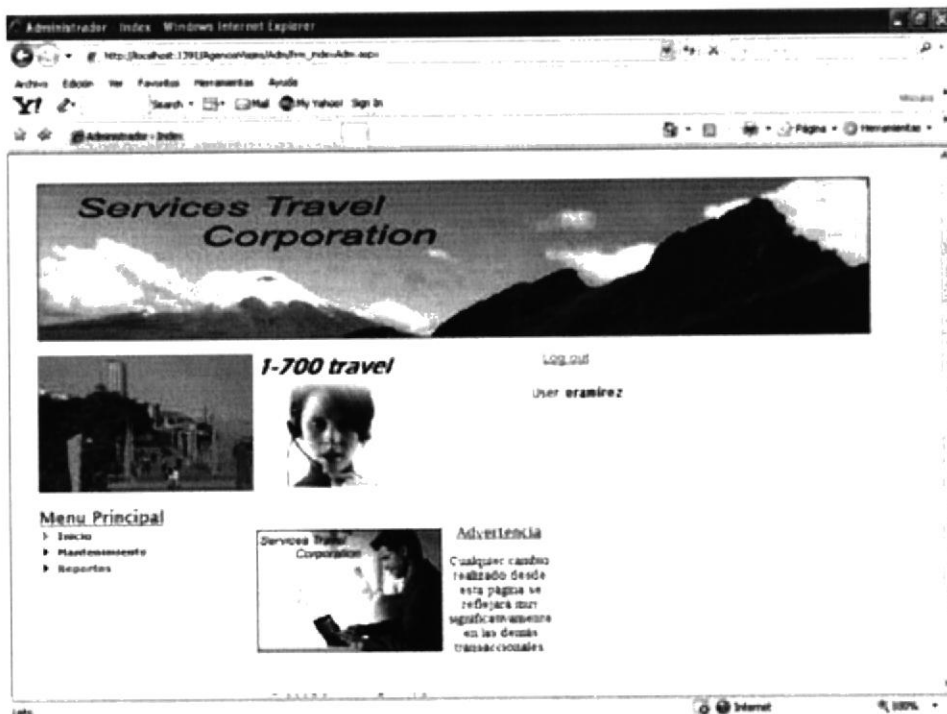 Administrador Index Windows Internet Explorer
Archivo Edición Ver Favoritos Herramientas Ayuda
Y! Search Mail My Yahoo! Sign In
Administrador - Index Página Herramientas
Services Travel
Corporation
1-700 travel
Log out
User eramirez
Menu Principal
Inicio
Mantenimiento
Reportes
Services Travel
Corporation
Advertencia
Cualquier cambio
realizado desde
esta página se
reflejará muy
significativamente
en las demás
transaccionales
Internet 100%